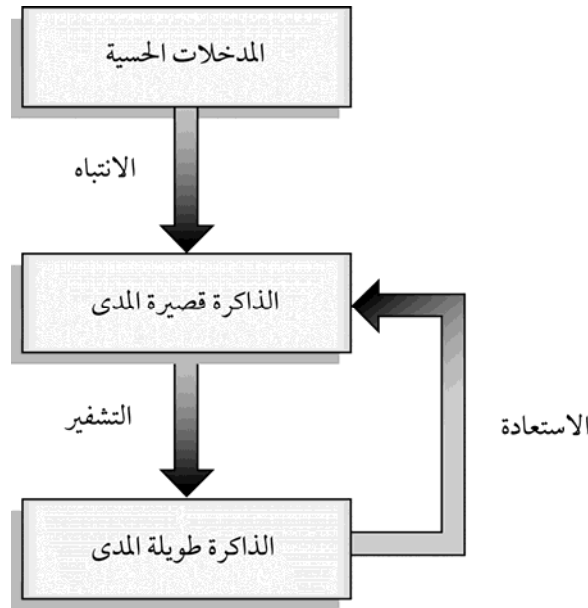 المدخلات الحسية
الانتباه
الذاكرة قصيرة المدى
التشفير
الاستعادة
الذاكرة طويلة المدى